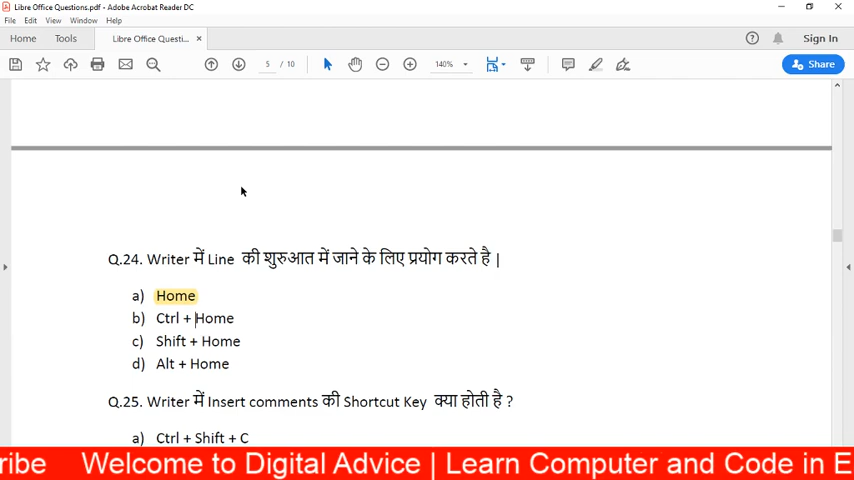 Libre Office Questions.pdf - Adobe Acrobat Reader DC
File Edit View Window Help
Home Tools Libre Office Questi... × Sign In
5 / 10 140% Share
Q.24. Writer में Line की शुरुआत में जाने के लिए प्रयोग करते है |
a) Home
b) Ctrl + Home
c) Shift + Home
d) Alt + Home
Q.25. Writer में Insert comments की Shortcut Key क्या होती है ?
a) Ctrl + Shift + C
ribe Welcome to Digital Advice | Learn Computer and Code in E